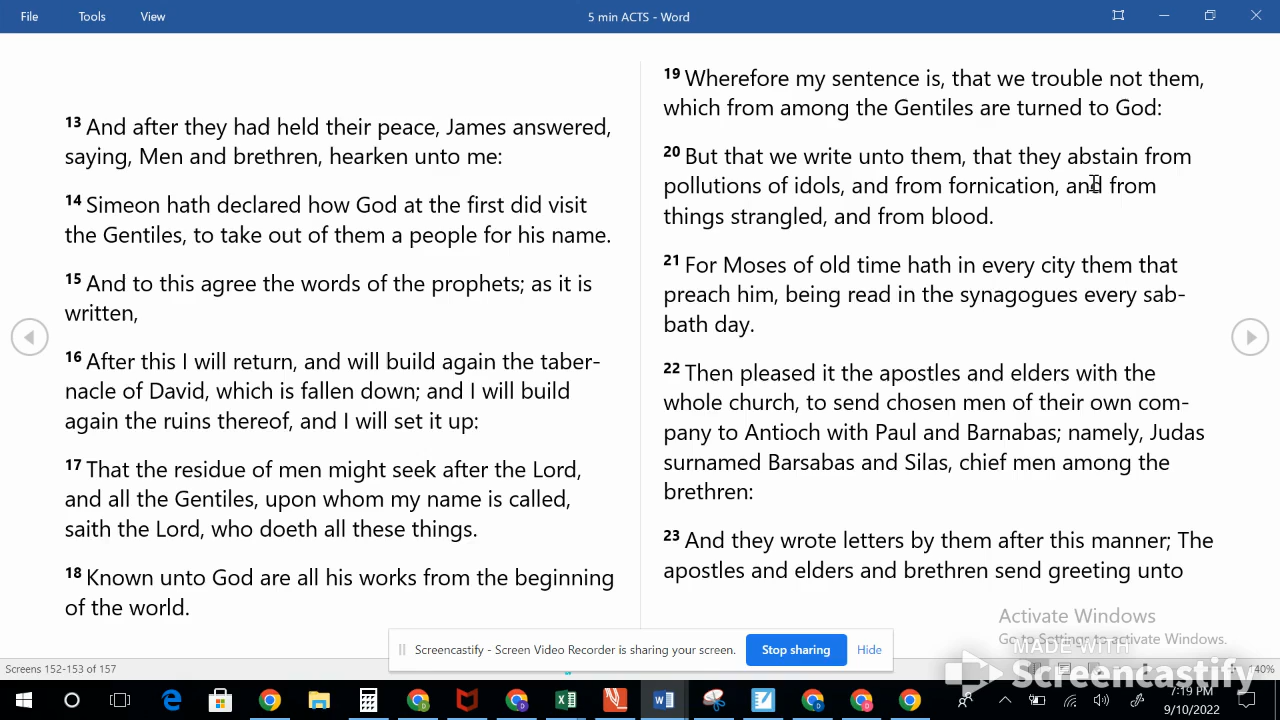 File Tools View 5 min ACTS - Word
13 And after they had held their peace, James answered,
saying, Men and brethren, hearken unto me:
14 Simeon hath declared how God at the first did visit
the Gentiles, to take out of them a people for his name.
15 And to this agree the words of the prophets; as it is
written,
16 After this I will return, and will build again the taber-
nacle of David, which is fallen down; and I will build
again the ruins thereof, and I will set it up:
17 That the residue of men might seek after the Lord,
and all the Gentiles, upon whom my name is called,
saith the Lord, who doeth all these things.
18 Known unto God are all his works from the beginning
of the world.
19 Wherefore my sentence is, that we trouble not them,
which from among the Gentiles are turned to God:
20 But that we write unto them, that they abstain from
pollutions of idols, and from fornication, and from
things strangled, and from blood.
21 For Moses of old time hath in every city them that
preach him, being read in the synagogues every sab-
bath day.
22 Then pleased it the apostles and elders with the
whole church, to send chosen men of their own com-
pany to Antioch with Paul and Barnabas; namely, Judas
surnamed Barsabas and Silas, chief men among the
brethren:
23 And they wrote letters by them after this manner; The
apostles and elders and brethren send greeting unto
Activate Windows
Go to Settings to activate Windows.
Screencastify - Screen Video Recorder is sharing your screen. Stop sharing Hide
MADE WITH
Screencastify
Screens 152-153 of 157
140%
7:19 PM
9/10/2022